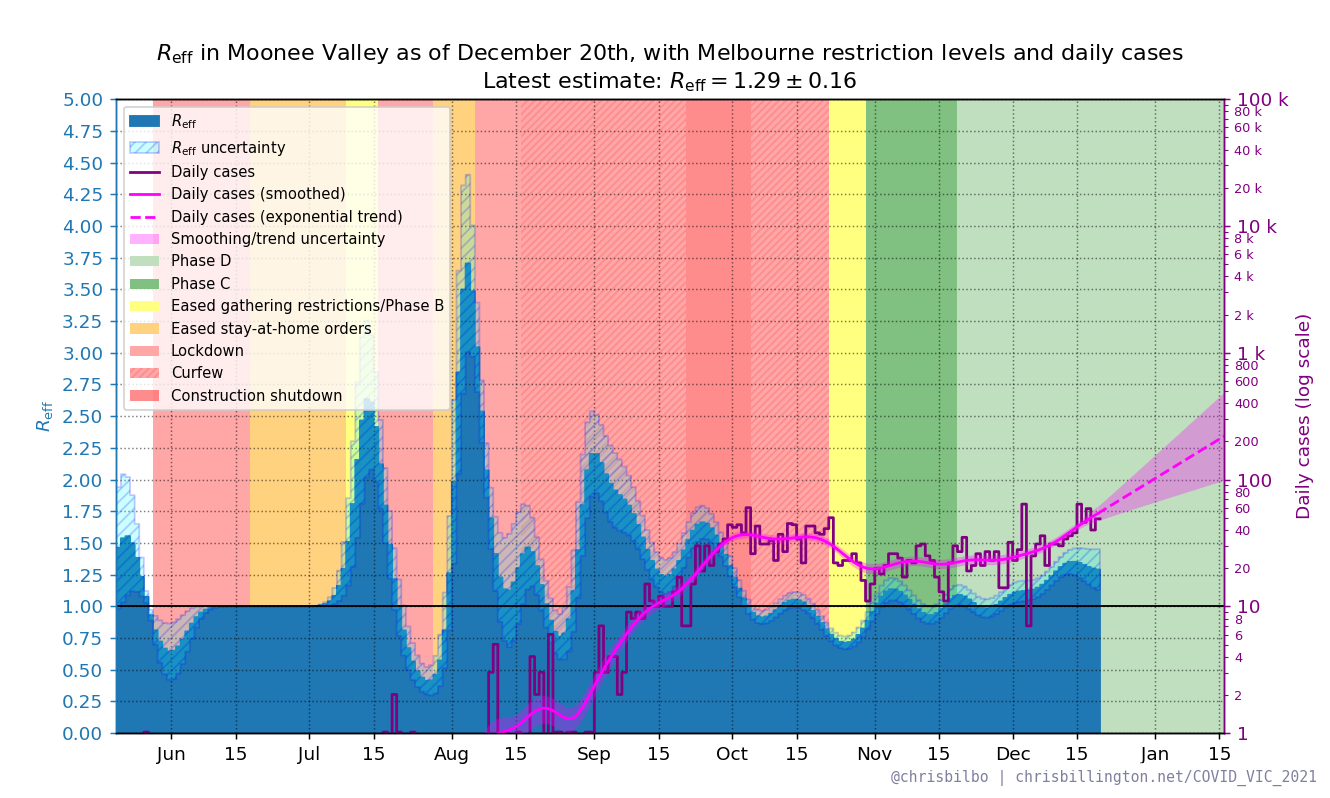 Reff in Moonee Valley as of December 20th, with Melbourne restriction levels and daily cases
Latest estimate: Reff = 1.29 ± 0.16
Reff
Reff uncertainty
Daily cases
Daily cases (smoothed)
Daily cases (exponential trend)
Smoothing/trend uncertainty
Phase D
Phase C
Eased gathering restrictions/Phase B
Eased stay-at-home orders
Lockdown
Curfew
Construction shutdown
Reff
5.00
4.75
4.50
4.25
4.00
3.75
3.50
3.25
3.00
2.75
2.50
2.25
2.00
1.75
1.50
1.25
1.00
0.75
0.50
0.25
0.00
100 k
80 k
60 k
40 k
20 k
10 k
8 k
6 k
4 k
2 k
1 k
800
600
400
200
100
80
60
40
20
10
8
6
4
2
1
Daily cases (log scale)
Jun 15 Jul 15 Aug 15 Sep 15 Oct 15 Nov 15 Dec 15 Jan 15
@chrisbilbo | chrisbillington.net/COVID_VIC_2021